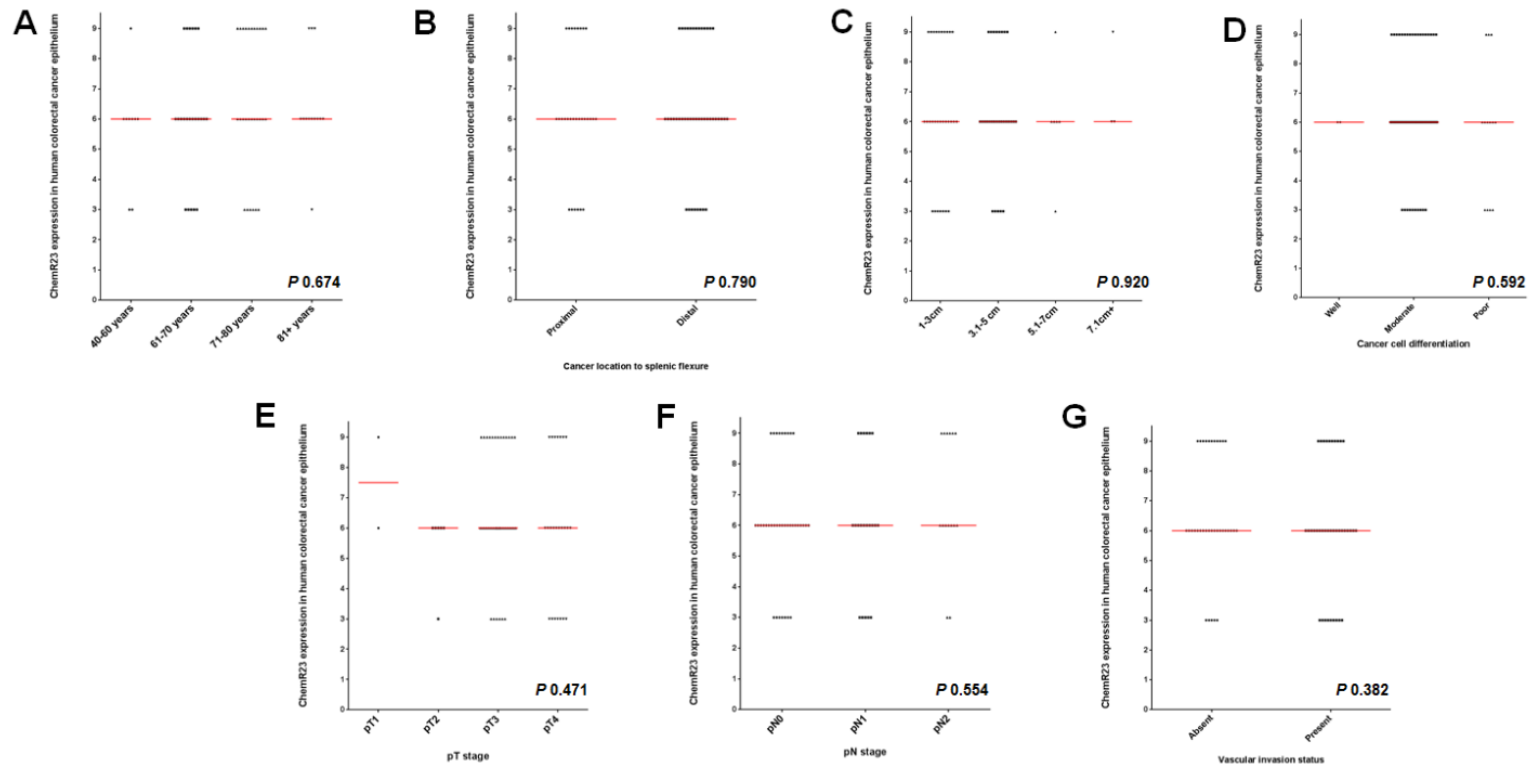 A
ChemR23 expression in human colorectal cancer epithelium
9
8
7
6
5
4
3
2
1
0
P 0.674
40-60 years
61-70 years
71-80 years
81+ years
B
ChemR23 expression in human colorectal cancer epithelium
9
8
7
6
5
4
3
2
1
0
P 0.790
Proximal
Distal
Cancer location to splenic flexure
C
ChemR23 expression in human colorectal cancer epithelium
9
8
7
6
5
4
3
2
1
0
P 0.920
1-3cm
3.1-5 cm
5.1-7cm
7.1cm+
D
ChemR23 expression in human colorectal cancer epithelium
9
8
7
6
5
4
3
2
1
0
P 0.592
Well
Moderate
Poor
Cancer cell differentiation
E
ChemR23 expression in human colorectal cancer epithelium
9
8
7
6
5
4
3
2
1
0
P 0.471
pT1
pT2
pT3
pT4
pT stage
F
ChemR23 expression in human colorectal cancer epithelium
9
8
7
6
5
4
3
2
1
0
P 0.554
pN0
pN1
pN2
pN stage
G
ChemR23 expression in human colorectal cancer epithelium
9
8
7
6
5
4
3
2
1
0
P 0.382
Absent
Present
Vascular invasion status